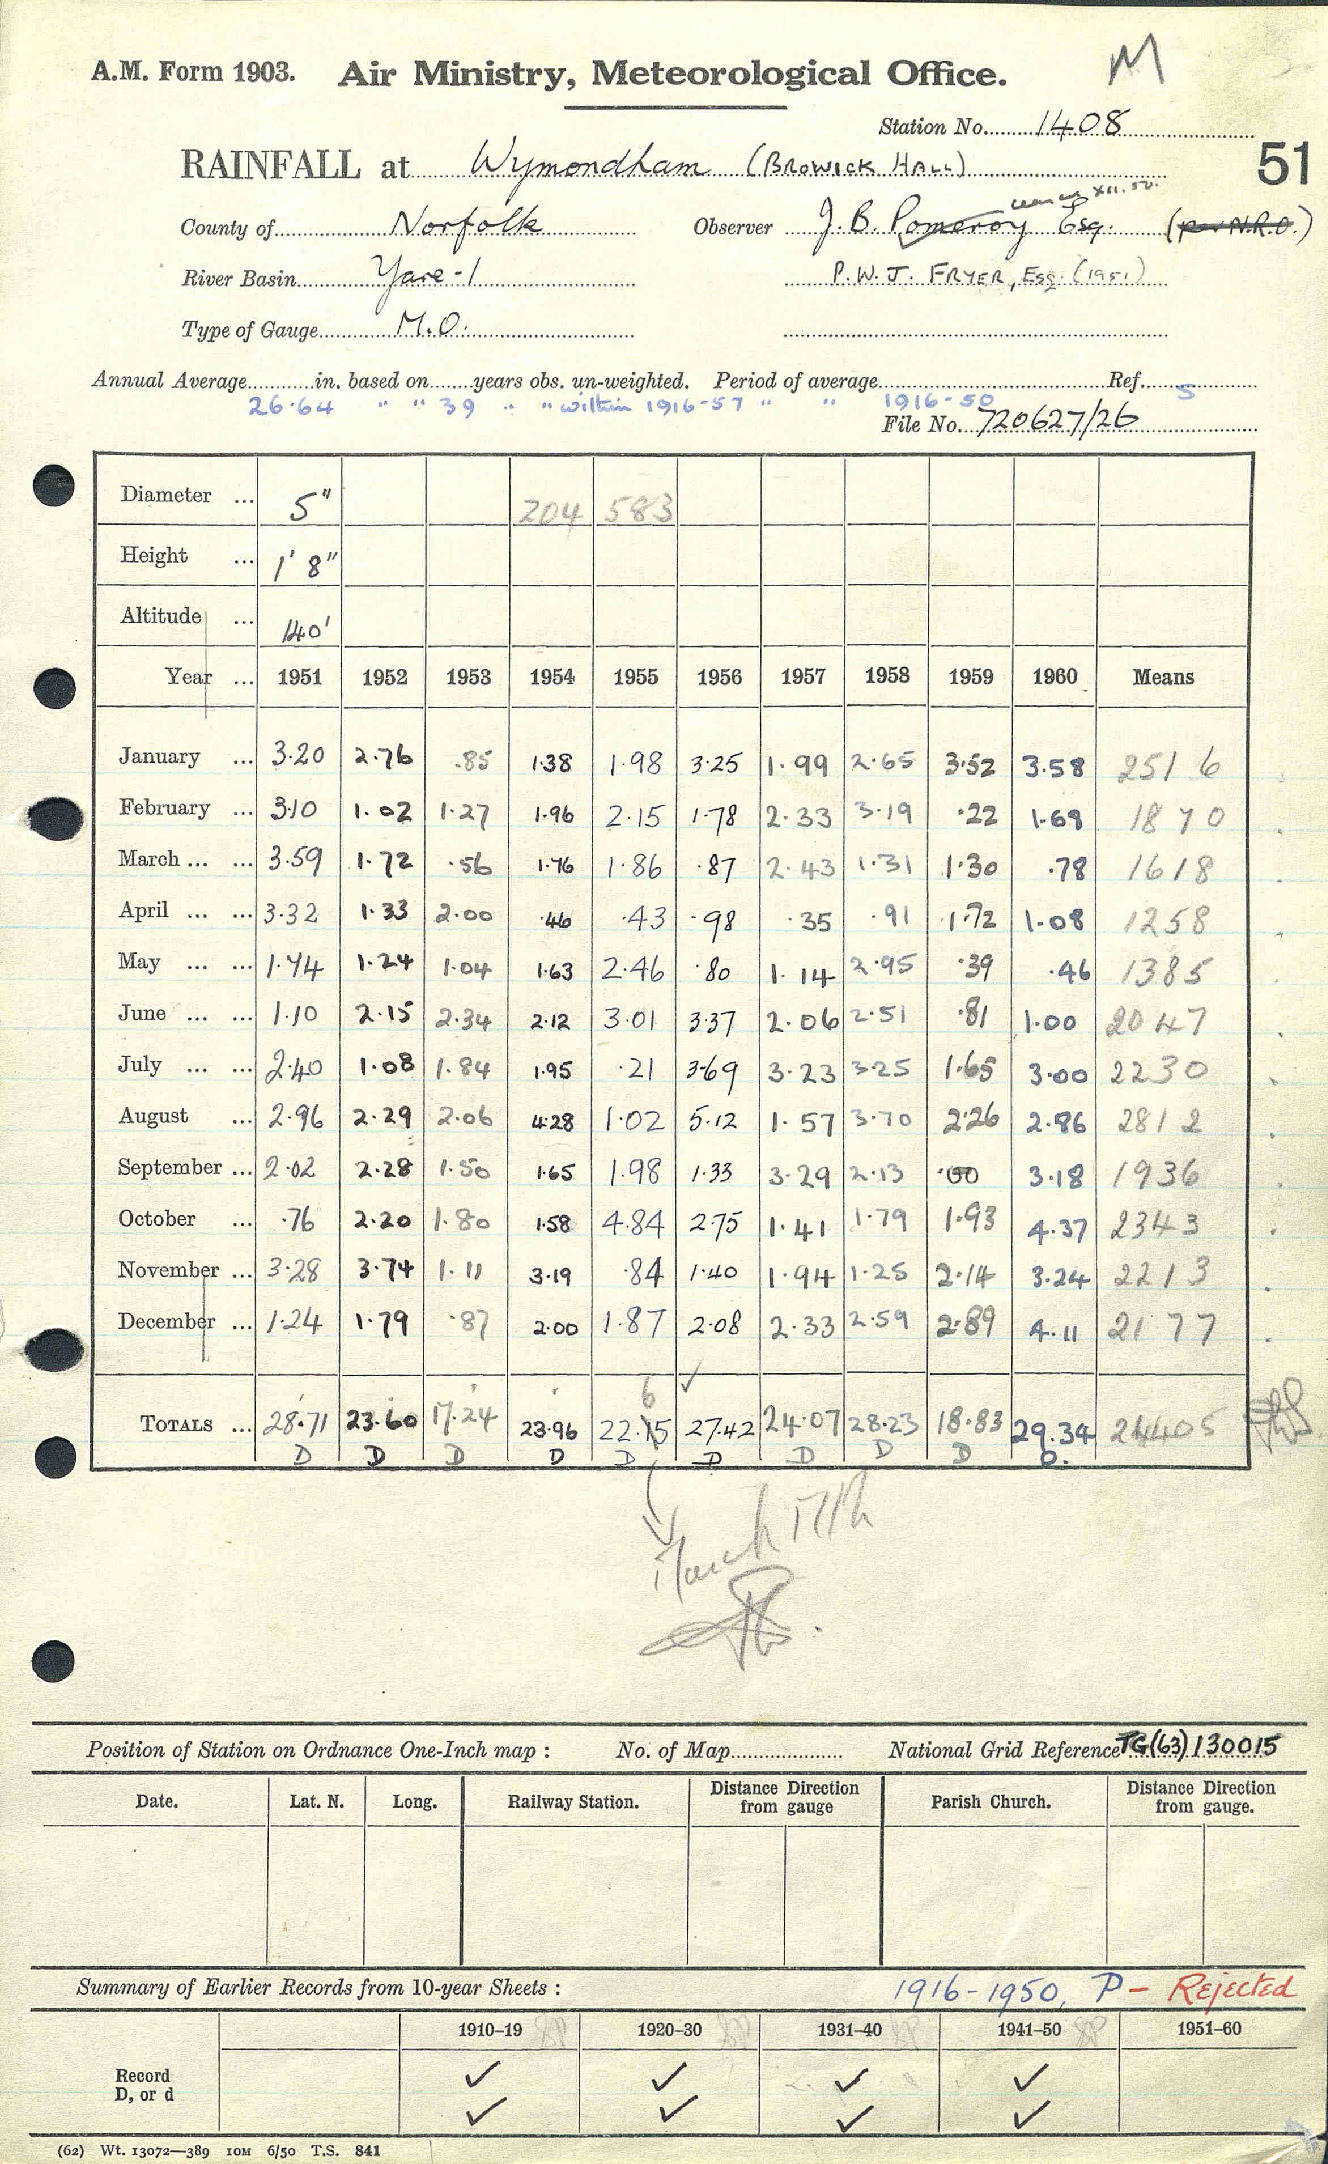 A.M. Form 1903. Air Ministry, Meteorological Office. M
Station No. 1408
RAINFALL at Wymondham (BROWICK HALL) 51
County of Norfolk Observer J. B. Pomeroy Esq. (per N.R.O.)
XII.50.
River Basin Yare-1 P.W.J. FRYER, Esq. (1951)
Type of Gauge M.O.
Annual Average in. based on years obs. un-weighted. Period of average Ref. 5
26.64 " " 39 " " within 1916-57 " " 1916-50
File No. 720627/26
Diameter ... 5" 204 583
Height ... 1' 8"
Altitude ... 140'
Year ... 1951 1952 1953 1954 1955 1956 1957 1958 1959 1960 Means
January ... 3.20 2.76 .85 1.38 1.98 3.25 1.99 2.65 3.52 3.58 2516
February ... 3.10 1.02 1.27 1.96 2.15 1.78 2.33 3.19 .22 1.68 1870
March ... ... 3.59 1.72 .56 1.76 1.86 .87 2.43 1.31 1.30 .78 1618
April ... ... 3.32 1.33 2.00 .46 .43 .98 .35 .91 1.72 1.08 1258
May ... ... 1.74 1.24 1.04 1.63 2.46 .80 1.14 2.95 .39 .46 1385
June ... ... 1.10 2.15 2.34 2.12 3.01 3.37 2.06 2.51 .81 1.00 2047
July ... ... 2.40 1.08 1.84 1.95 .21 3.69 3.23 3.25 1.65 3.00 2230
August ... 2.96 2.29 2.06 4.28 1.02 5.12 1.57 3.70 2.26 2.86 2812
September ... 2.02 2.28 1.50 1.65 1.98 1.33 3.29 2.13 .00 3.18 1936
October ... .76 2.20 1.80 1.58 4.84 2.75 1.41 1.79 1.93 4.37 2343
November ... 3.28 3.74 1.11 3.19 .84 1.40 1.94 1.25 2.14 3.24 2213
December ... 1.24 1.79 .87 2.00 1.87 2.08 2.33 2.59 2.89 4.11 2177
6 ✓
TOTALS ... 28.71 23.60 17.24 23.96 22.15 27.42 24.07 28.23 18.83 29.34 24405
D D D D D D D D D D.
March 17th
Position of Station on Ordnance One-Inch map : No. of Map National Grid Reference TG(63)130015
Date. Lat. N. Long. Railway Station. Distance from gauge Direction Parish Church. Distance from gauge. Direction
Summary of Earlier Records from 10-year Sheets : 1916-1950, P - Rejected
1910–19 1920–30 1931–40 1941–50 1951–60
Record ✓ ✓ ✓ ✓
D, or d ✓ ✓ ✓ ✓
(62) Wt. 13072—389 10M 6/50 T.S. 841